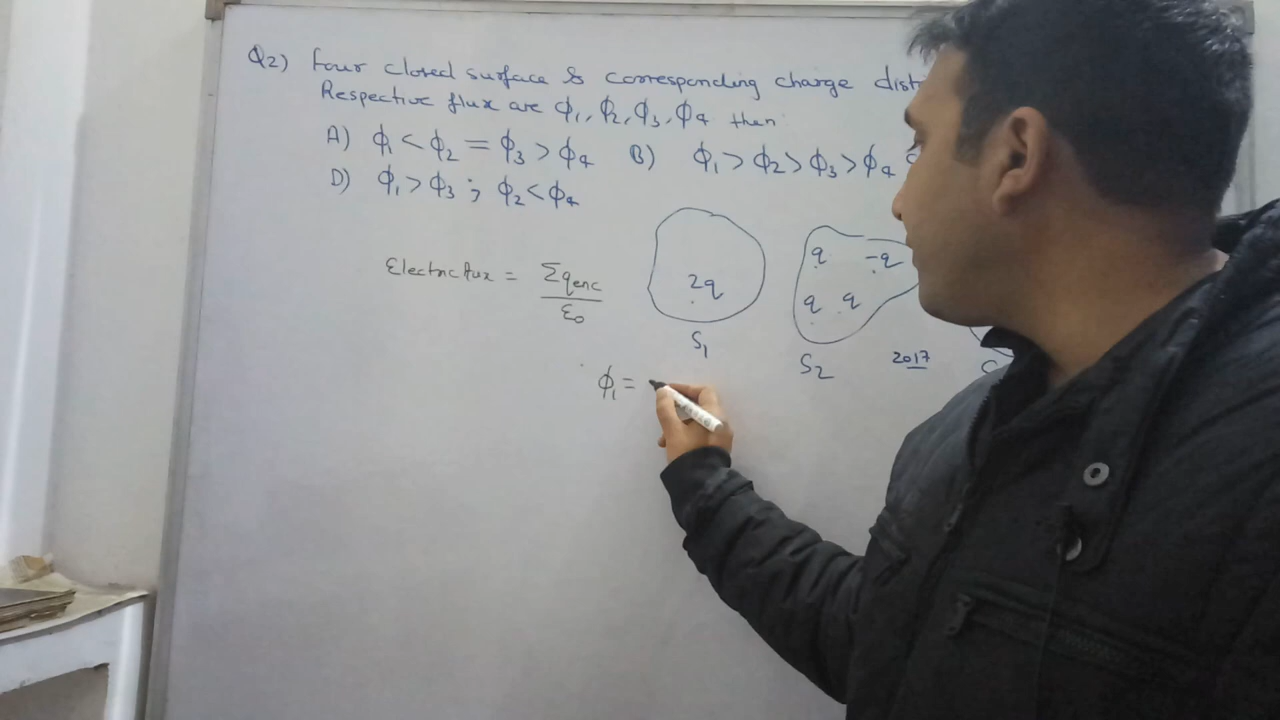 Q2) Four closed surface & corresponding charge dist
Respective flux are ϕ1, ϕ2, ϕ3, ϕ4 then
A) ϕ1 < ϕ2 = ϕ3 > ϕ4 B) ϕ1 > ϕ2 > ϕ3 > ϕ4
D) ϕ1 > ϕ3 ; ϕ2 < ϕ4
Electric flux = Σqenc / ε0
2q
S1
q -q
q q
S2
2017
ϕ1 =